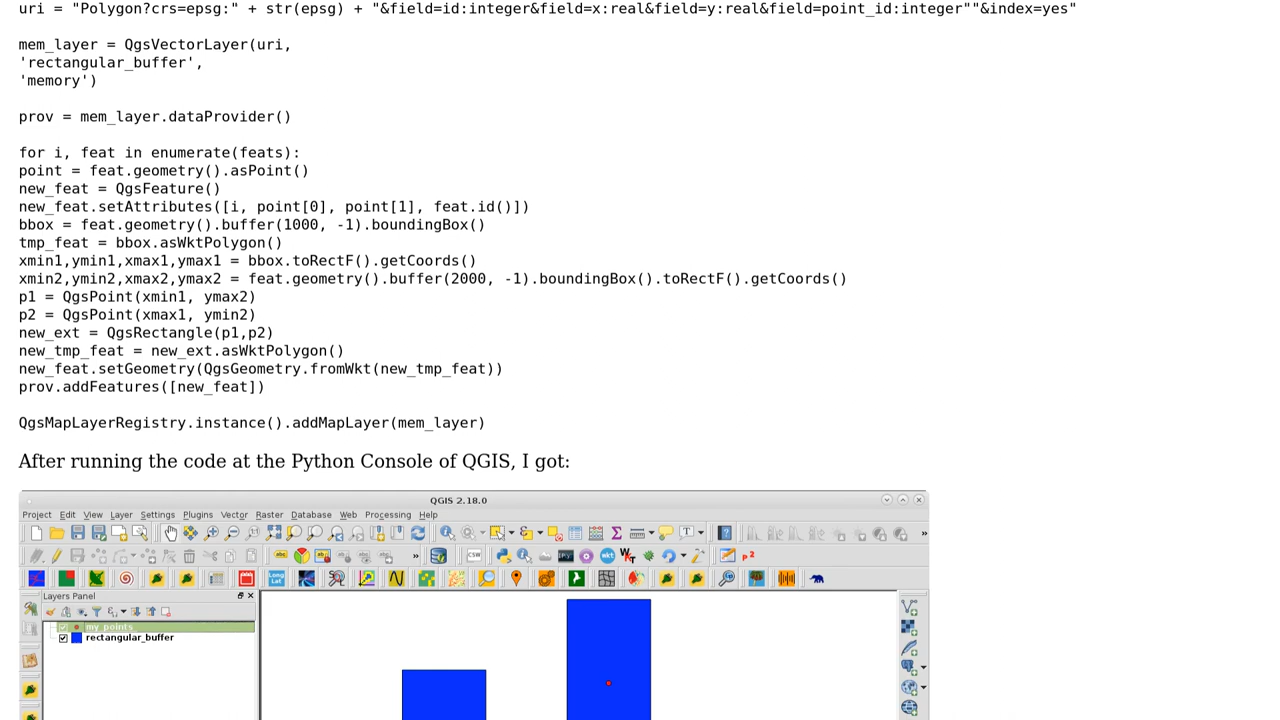 uri = "Polygon?crs=epsg:" + str(epsg) + "&field=id:integer&field=x:real&field=y:real&field=point_id:integer""&index=yes"
mem_layer = QgsVectorLayer(uri,
'rectangular_buffer',
'memory')
prov = mem_layer.dataProvider()
for i, feat in enumerate(feats):
point = feat.geometry().asPoint()
new_feat = QgsFeature()
new_feat.setAttributes([i, point[0], point[1], feat.id()])
bbox = feat.geometry().buffer(1000, -1).boundingBox()
tmp_feat = bbox.asWktPolygon()
xmin1,ymin1,xmax1,ymax1 = bbox.toRectF().getCoords()
xmin2,ymin2,xmax2,ymax2 = feat.geometry().buffer(2000, -1).boundingBox().toRectF().getCoords()
p1 = QgsPoint(xmin1, ymax2)
p2 = QgsPoint(xmax1, ymin2)
new_ext = QgsRectangle(p1,p2)
new_tmp_feat = new_ext.asWktPolygon()
new_feat.setGeometry(QgsGeometry.fromWkt(new_tmp_feat))
prov.addFeatures([new_feat])
QgsMapLayerRegistry.instance().addMapLayer(mem_layer)
After running the code at the Python Console of QGIS, I got:
QGIS 2.18.0
Project Edit View Layer Settings Plugins Vector Raster Database Web Processing Help
Layers Panel
my_points
rectangular_buffer